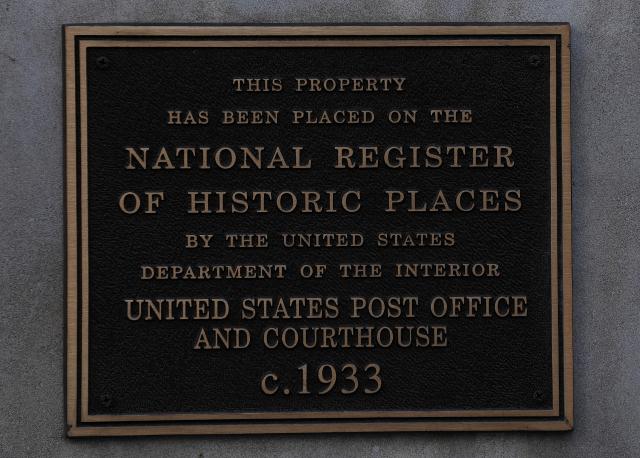 THIS PROPERTY
HAS BEEN PLACED ON THE
NATIONAL REGISTER
OF HISTORIC PLACES
BY THE UNITED STATES
DEPARTMENT OF THE INTERIOR
UNITED STATES POST OFFICE
AND COURTHOUSE
c.1933